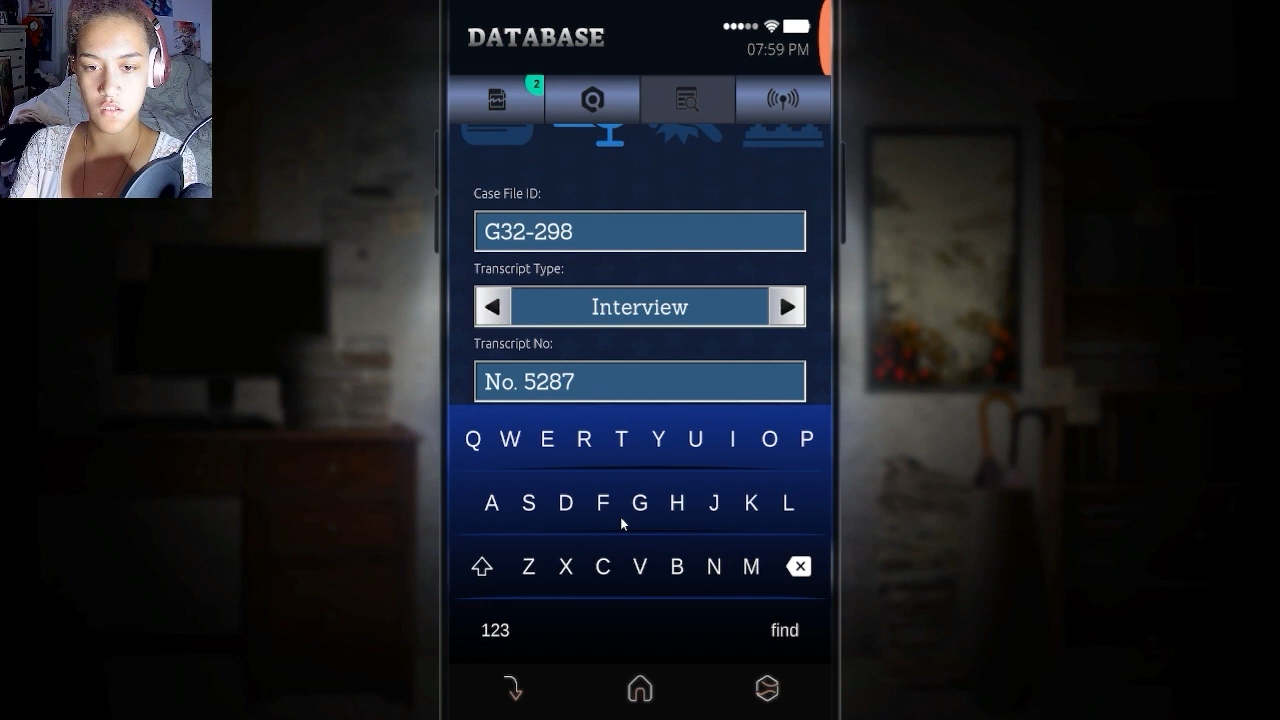 DATABASE
07:59 PM
2
Case File ID:
G32-298
Transcript Type:
Interview
Transcript No:
No. 5287
Q W E R T Y U I O P
A S D F G H J K L
Z X C V B N M
123 find